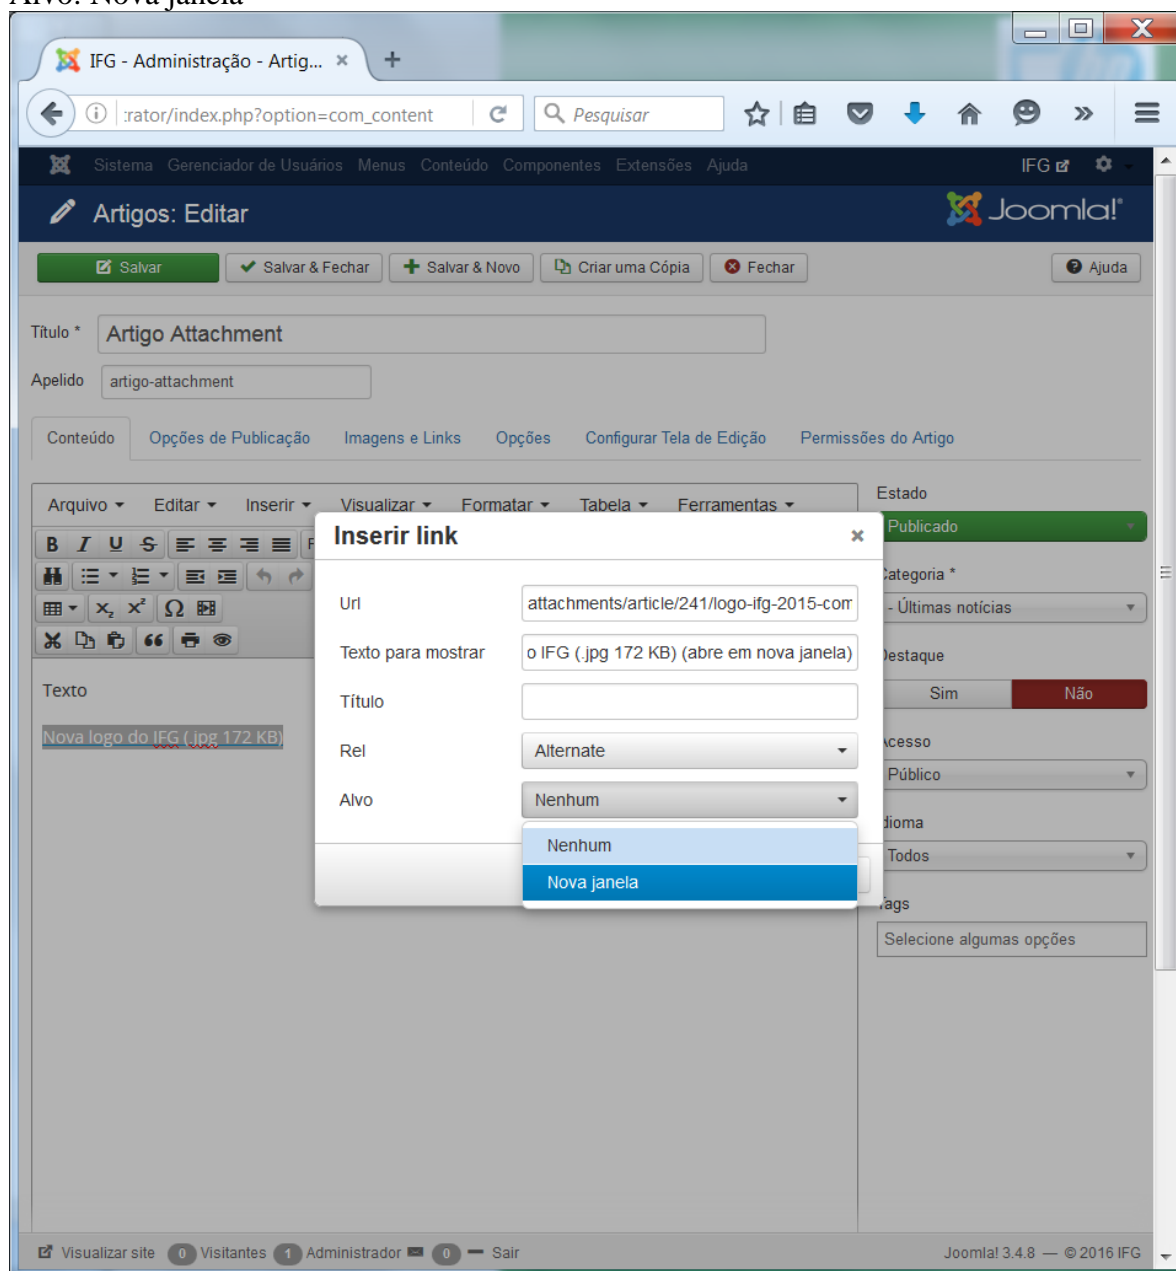 Alvo: Nova janela
IFG - Administração - Artig... × +
:rator/index.php?option=com_content Pesquisar
Sistema Gerenciador de Usuários Menus Conteúdo Componentes Extensões Ajuda IFG
Artigos: Editar Joomla!®
Salvar Salvar & Fechar Salvar & Novo Criar uma Cópia Fechar Ajuda
Título * Artigo Attachment
Apelido artigo-attachment
Conteúdo Opções de Publicação Imagens e Links Opções Configurar Tela de Edição Permissões do Artigo
Arquivo Editar Inserir Visualizar Formatar Tabela Ferramentas
Estado
Publicado
Inserir link ×
Categoria *
- Últimas notícias
Url attachments/article/241/logo-ifg-2015-com
Texto para mostrar o IFG (.jpg 172 KB) (abre em nova janela)
Destaque
Sim Não
Texto
Título
Nova logo do IFG (.jpg 172 KB)
Rel Alternate
Acesso
Público
Alvo Nenhum
Idioma
Todos
Nenhum
Nova janela
Tags
Selecione algumas opções
Visualizar site 0 Visitantes 1 Administrador 0 Sair Joomla! 3.4.8 — © 2016 IFG